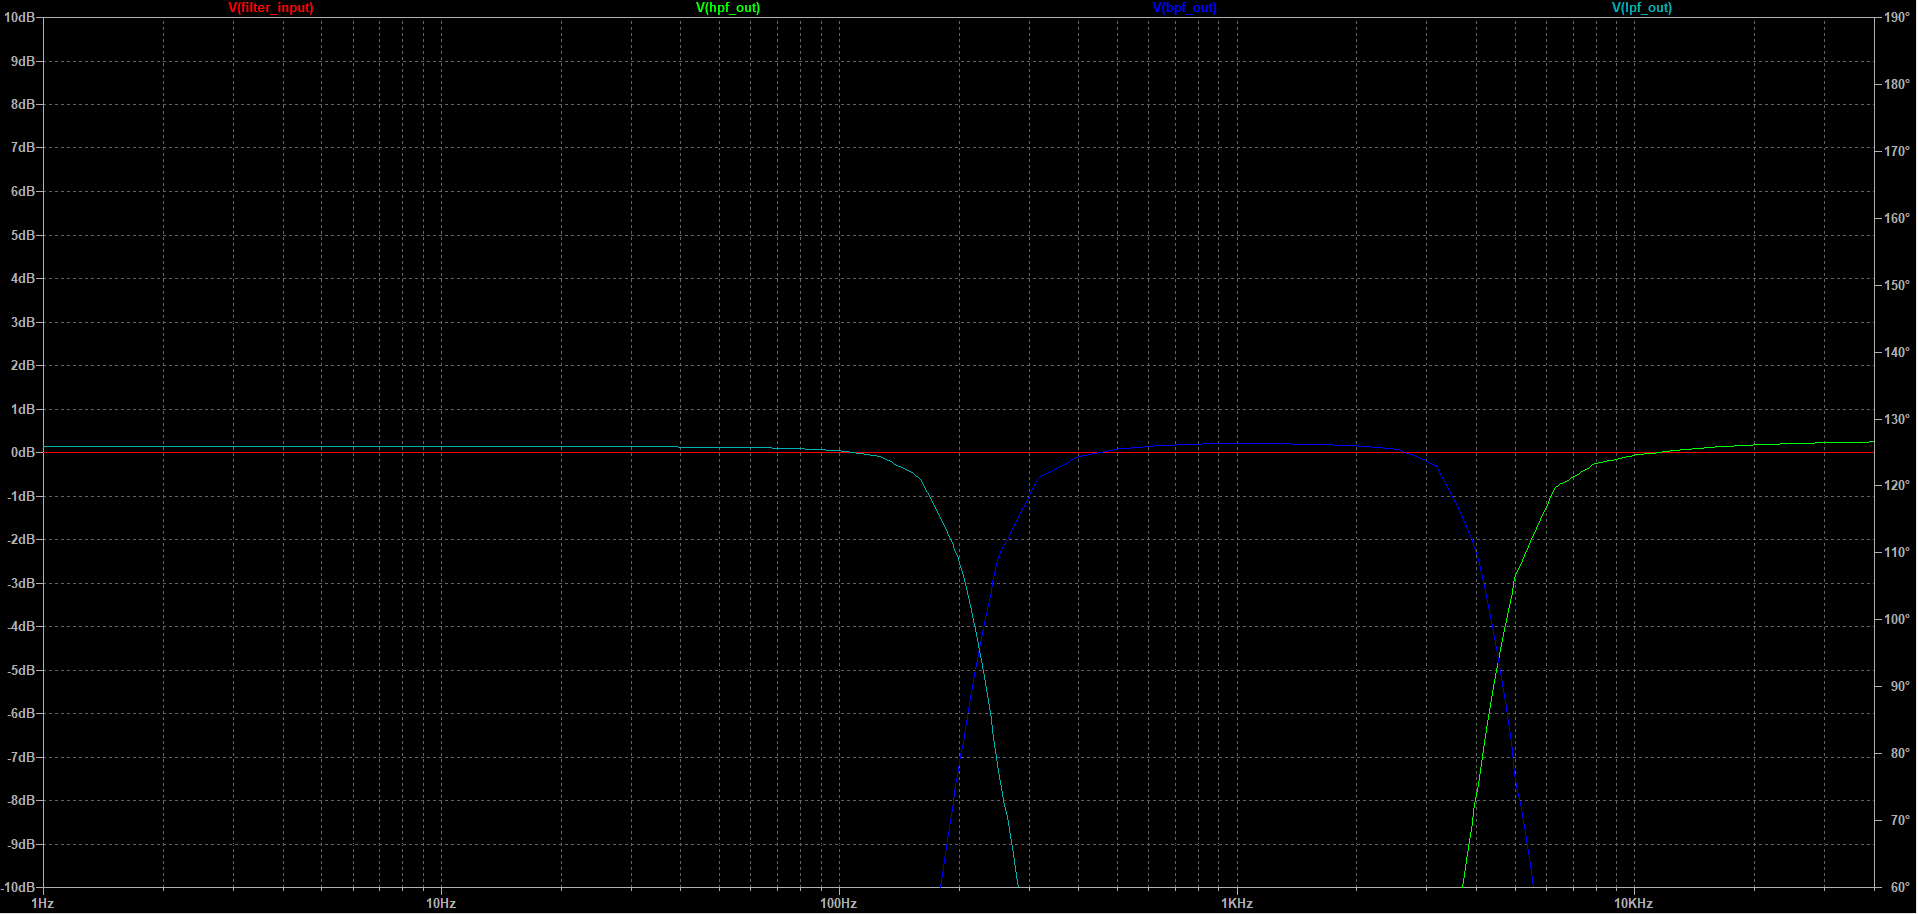 V(filter_input) V(hpf_out) V(bpf_out) V(lpf_out)
10dB 190°
9dB
8dB 180°
7dB 170°
6dB
5dB 160°
4dB 150°
3dB
2dB 140°
1dB 130°
0dB
-1dB 120°
-2dB 110°
-3dB
-4dB 100°
-5dB 90°
-6dB
-7dB 80°
-8dB 70°
-9dB
-10dB 60°
1Hz 10Hz 100Hz 1KHz 10KHz